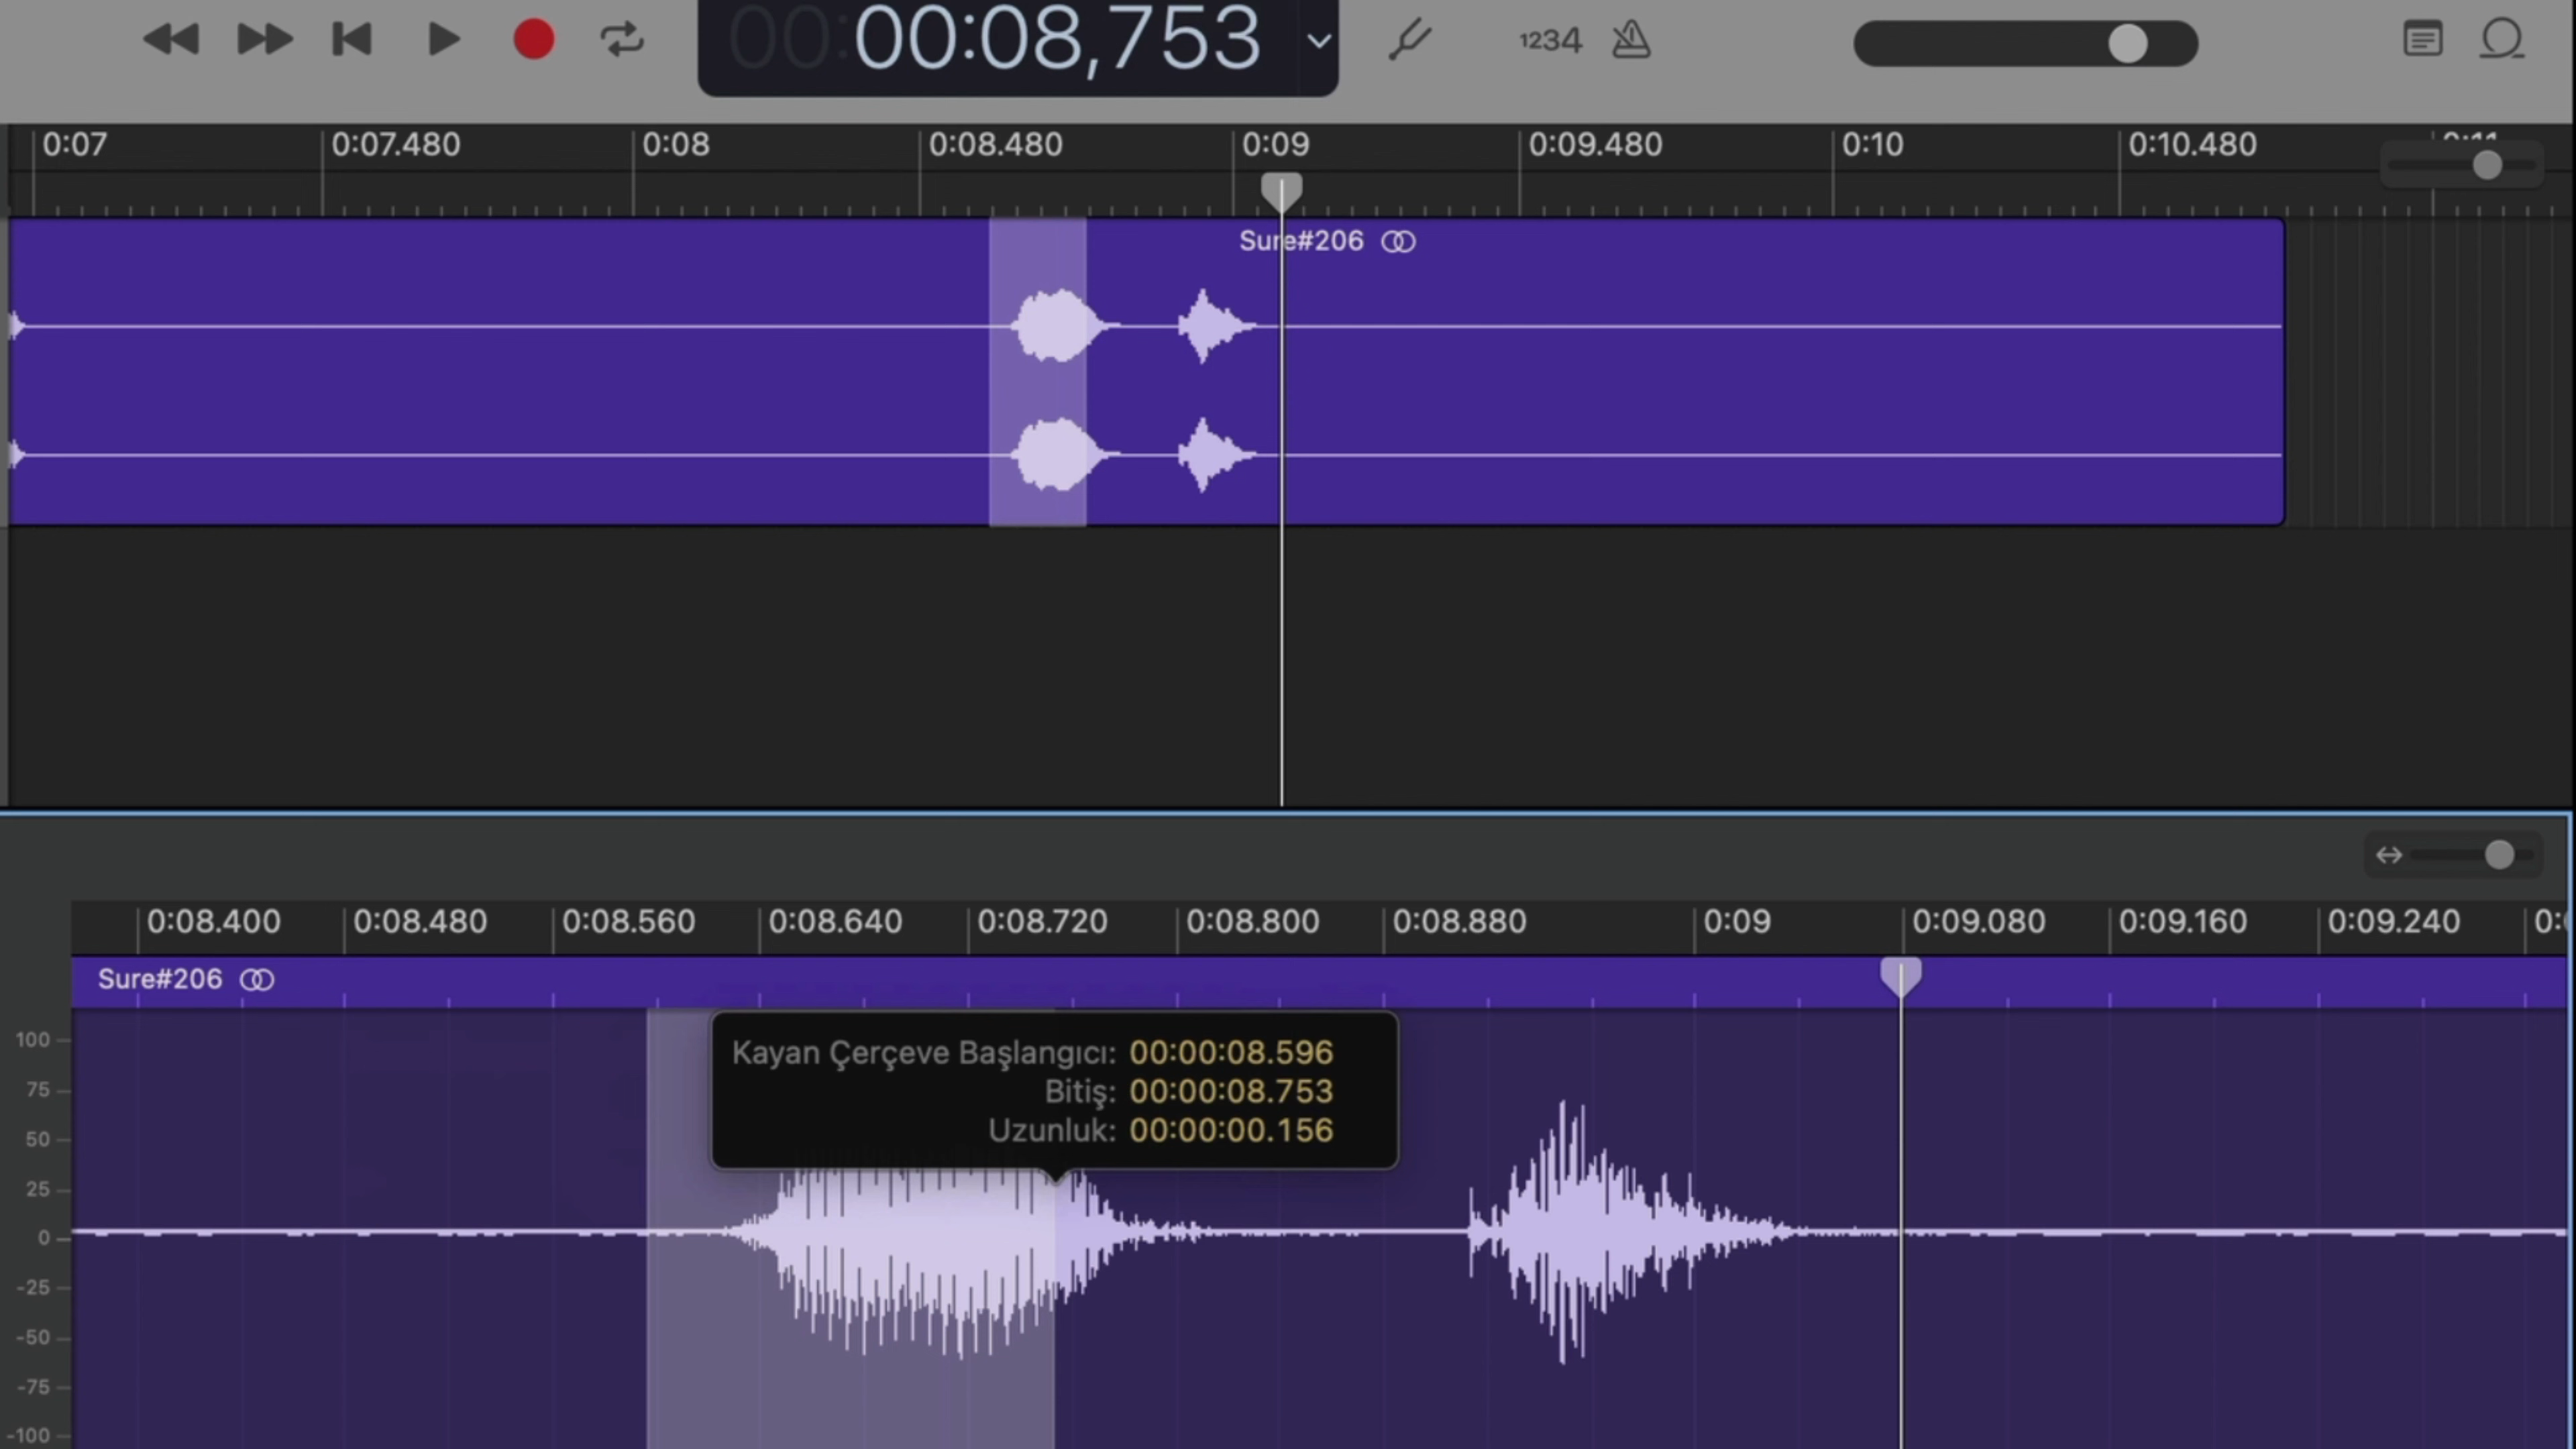 00:00:08,753
1234
0:07 0:07.480 0:08 0:08.480 0:09 0:09.480 0:10 0:10.480 0:11
Sure#206
0:08.400 0:08.480 0:08.560 0:08.640 0:08.720 0:08.800 0:08.880 0:09 0:09.080 0:09.160 0:09.240
Sure#206
Kayan Çerçeve Başlangıcı: 00:00:08.596
Bitiş: 00:00:08.753
Uzunluk: 00:00:00.156
100
75
50
25
0
-25
-50
-75
-100